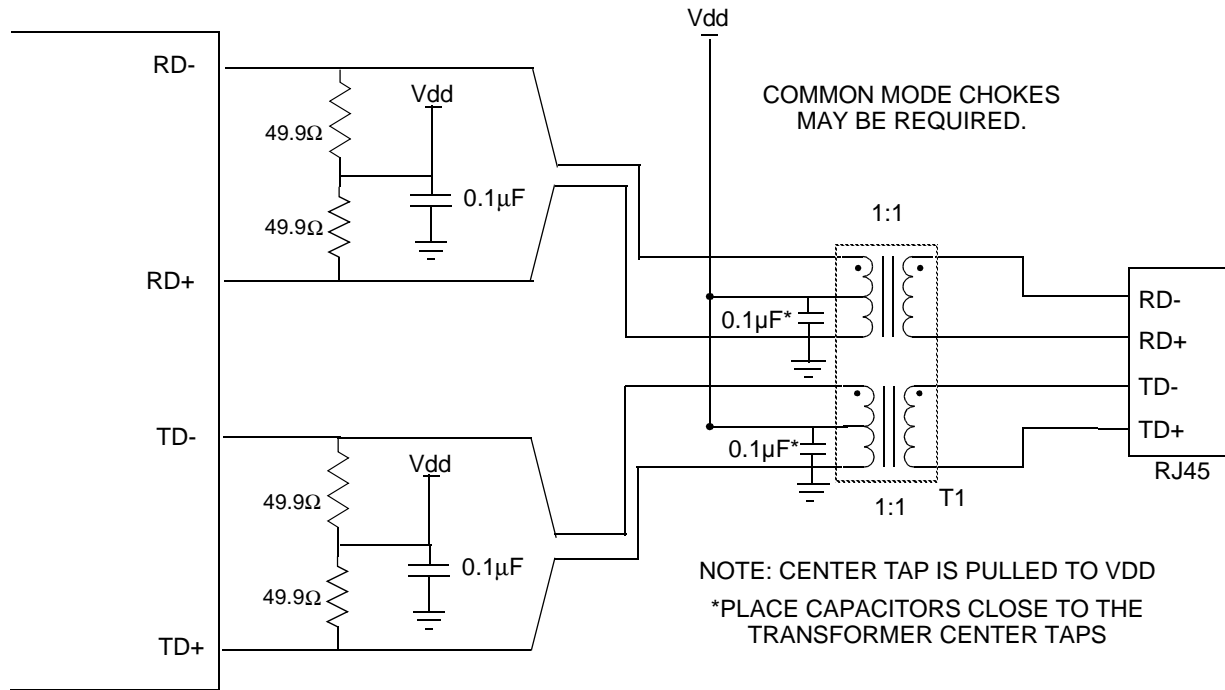 Vdd
RD-
Vdd
COMMON MODE CHOKES
MAY BE REQUIRED.
49.9Ω
0.1μF
49.9Ω
1:1
RD+
RD-
0.1µF*
RD+
TD-
TD-
TD+
0.1µF*
Vdd
RJ45
49.9Ω
1:1
T1
0.1μF
NOTE: CENTER TAP IS PULLED TO VDD
49.9Ω
*PLACE CAPACITORS CLOSE TO THE
TRANSFORMER CENTER TAPS
TD+